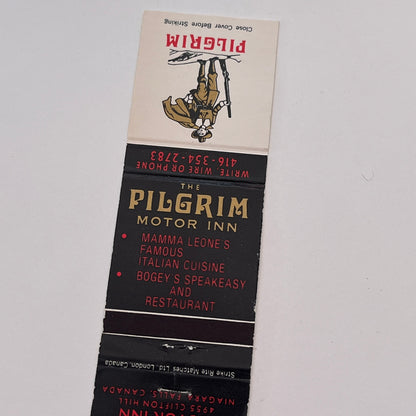 Close Cover Before Striking
PILGRIM
WRITE, WIRE OR PHONE
416-354-2783
THE
PILGRIM
MOTOR INN
• MAMMA LEONE'S
FAMOUS
ITALIAN CUISINE
• BOGEY'S SPEAKEASY
AND
RESTAURANT
Strike Rite Matches Ltd. London, Canada
NIAGARA FALLS, CANADA
4955 CLIFTON HILL
INN